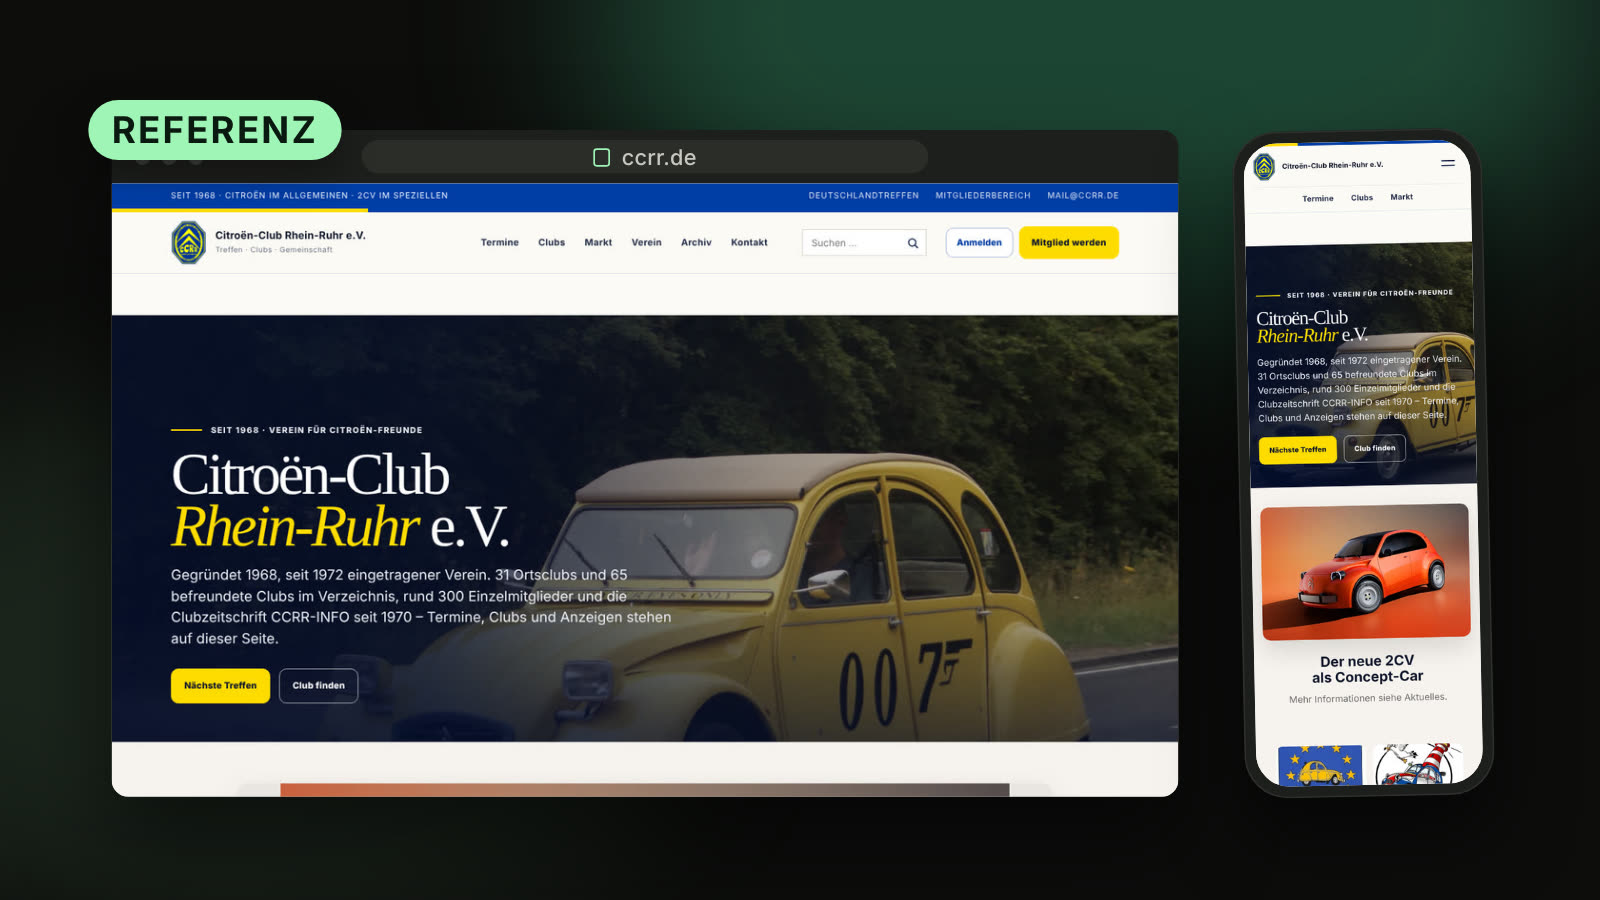 REFERENZ
ccrr.de
SEIT 1968 · CITROËN IM ALLGEMEINEN · 2CV IM SPEZIELLEN
DEUTSCHLANDTREFFEN MITGLIEDERBEREICH MAIL@CCRR.DE
Citroën-Club Rhein-Ruhr e.V.
Treffen · Clubs · Gemeinschaft
Termine Clubs Markt Verein Archiv Kontakt
Suchen ...
Anmelden
Mitglied werden
SEIT 1968 · VEREIN FÜR CITROËN-FREUNDE
Citroën-Club
Rhein-Ruhr e.V.
Gegründet 1968, seit 1972 eingetragener Verein. 31 Ortsclubs und 65
befreundete Clubs im Verzeichnis, rund 300 Einzelmitglieder und die
Clubzeitschrift CCRR-INFO seit 1970 – Termine, Clubs und Anzeigen stehen
auf dieser Seite.
Nächste Treffen
Club finden
007
Citroën-Club Rhein-Ruhr e.V.
Termine Clubs Markt
SEIT 1968 · VEREIN FÜR CITROËN-FREUNDE
Citroën-Club
Rhein-Ruhr e.V.
Gegründet 1968, seit 1972 eingetragener Verein.
31 Ortsclubs und 65 befreundete Clubs im
Verzeichnis, rund 300 Einzelmitglieder und die
Clubzeitschrift CCRR-INFO seit 1970 – Termine,
Clubs und Anzeigen stehen auf dieser Seite.
Nächste Treffen
Club finden
007
Der neue 2CV
als Concept-Car
Mehr Informationen siehe Aktuelles.